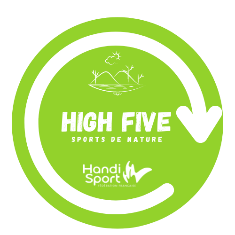 HIGH FIVE
SPORTS DE NATURE
Handi
Sport